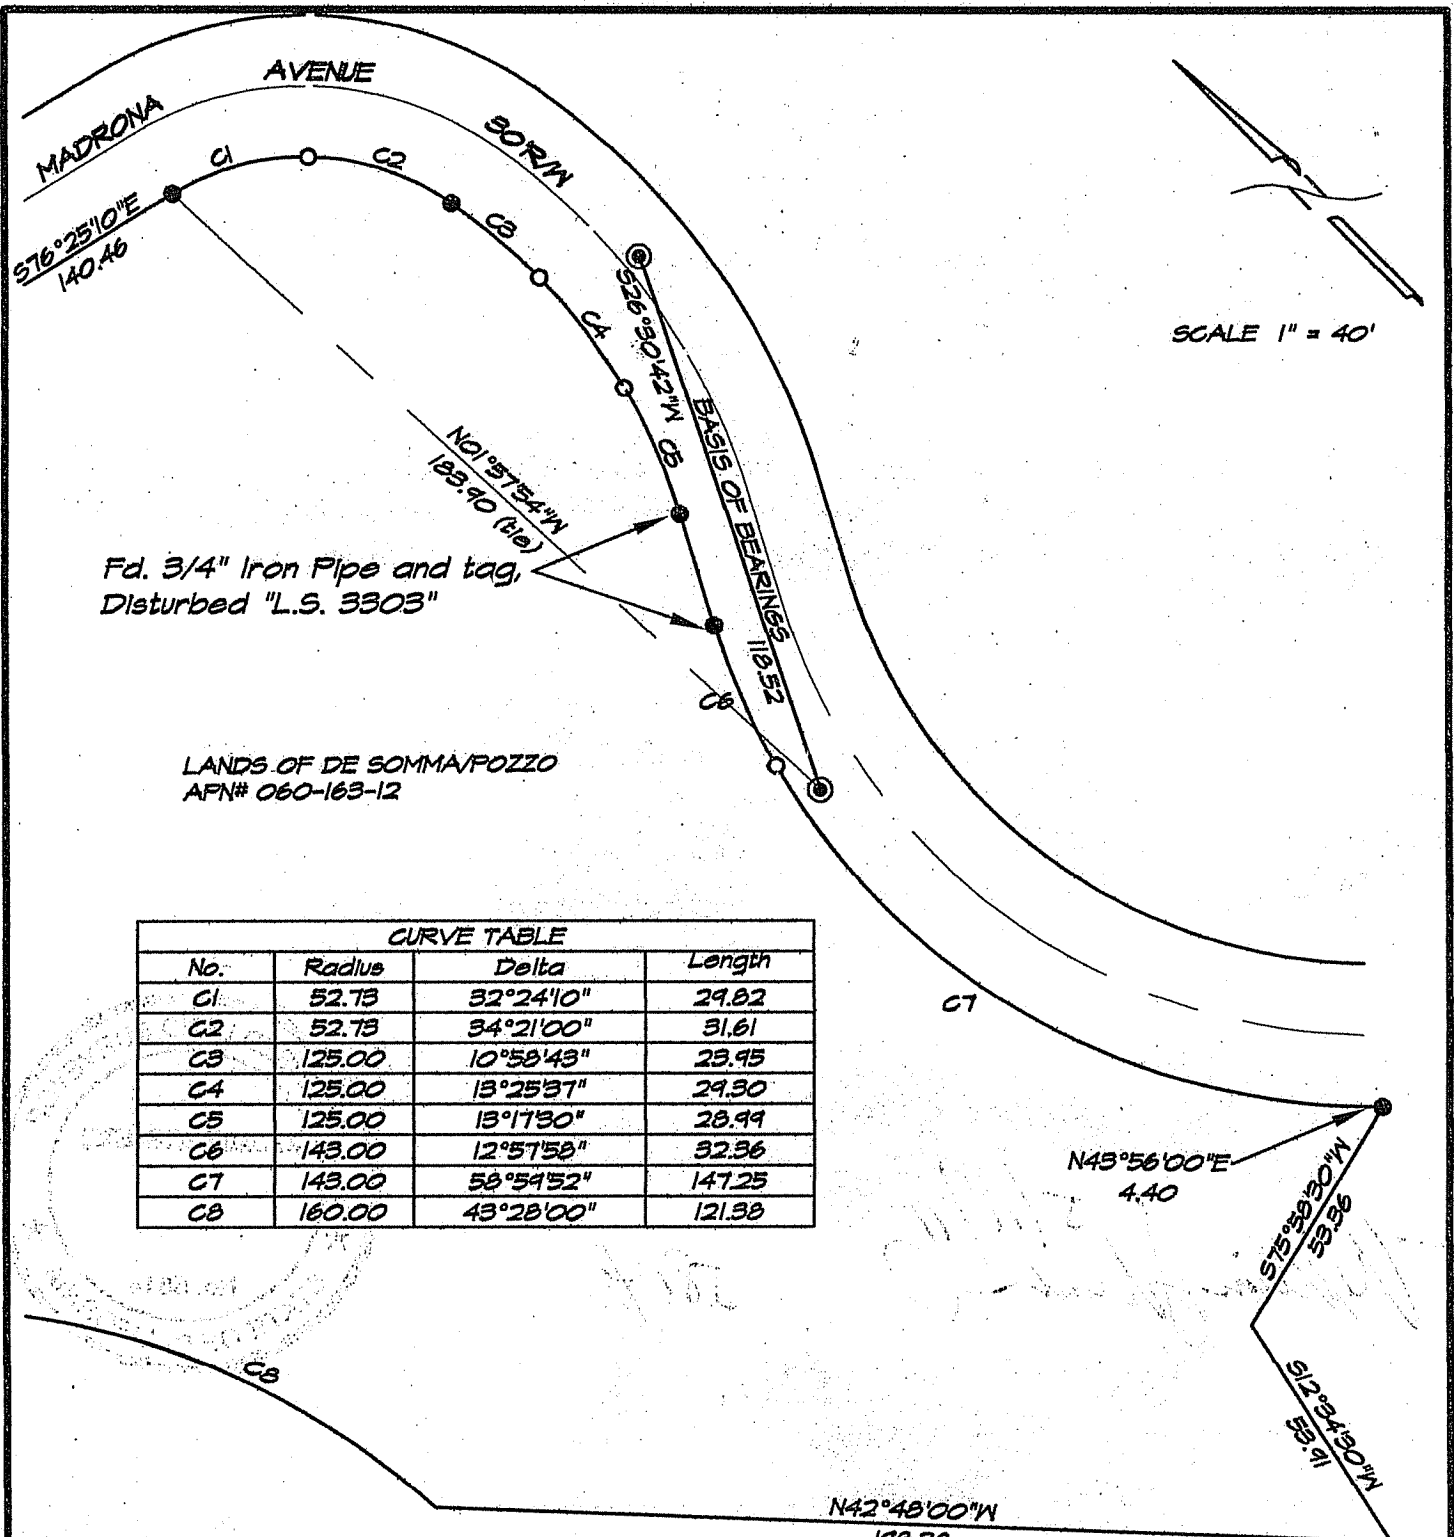 AVENUE
MADRONA
30'R/W
C1
C2
C3
C4
C5
S76°25'10"E
140.46
S26°30'42"W
BASIS OF BEARINGS
118.52
SCALE 1" = 40'
N01°57'54"W
183.90 (tie)
Fd. 3/4" Iron Pipe and tag,
Disturbed "L.S. 3303"
C6
LANDS OF DE SOMMA/POZZO
APN# 060-163-12
CURVE TABLE
No. Radius Delta Length
C1 52.73 32°24'10" 29.82
C2 52.73 34°21'00" 31.61
C3 125.00 10°58'43" 23.95
C4 125.00 13°25'37" 29.30
C5 125.00 13°17'30" 28.99
C6 143.00 12°57'58" 32.36
C7 143.00 58°59'52" 147.25
C8 160.00 43°28'00" 121.38
C7
N43°56'00"E
4.40
S75°58'30"W
53.36
S12°34'30"W
53.91
C8
N42°48'00"W